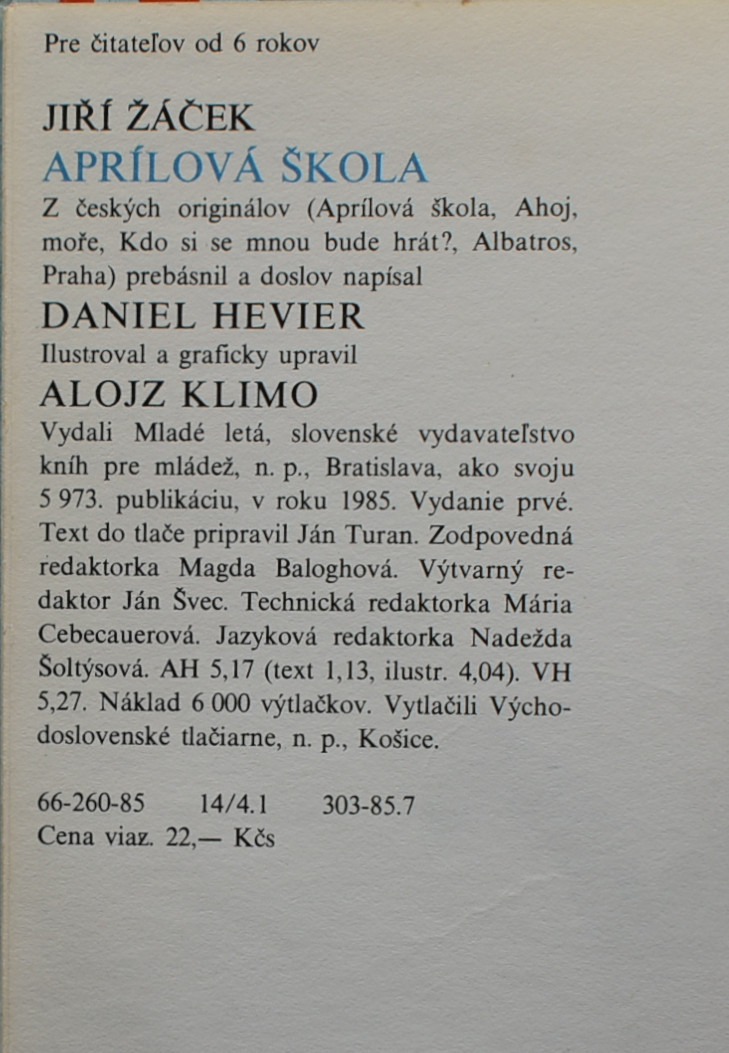 Pre čitateľov od 6 rokov
JIŘÍ ŽÁČEK
APRÍLOVÁ ŠKOLA
Z českých originálov (Aprílová škola, Ahoj,
moře, Kdo si se mnou bude hrát?, Albatros,
Praha) prebásnil a doslov napísal
DANIEL HEVIER
Ilustroval a graficky upravil
ALOJZ KLIMO
Vydali Mladé letá, slovenské vydavateľstvo
kníh pre mládež, n. p., Bratislava, ako svoju
5 973. publikáciu, v roku 1985. Vydanie prvé.
Text do tlače pripravil Ján Turan. Zodpovedná
redaktorka Magda Baloghová. Výtvarný re-
daktor Ján Švec. Technická redaktorka Mária
Cebecauerová. Jazyková redaktorka Nadežda
Šoltýsová. AH 5,17 (text 1,13, ilustr. 4,04). VH
5,27. Náklad 6 000 výtlačkov. Vytlačili Výcho-
doslovenské tlačiarne, n. p., Košice.
66-260-85 14/4.1 303-85.7
Cena viaz. 22,— Kčs